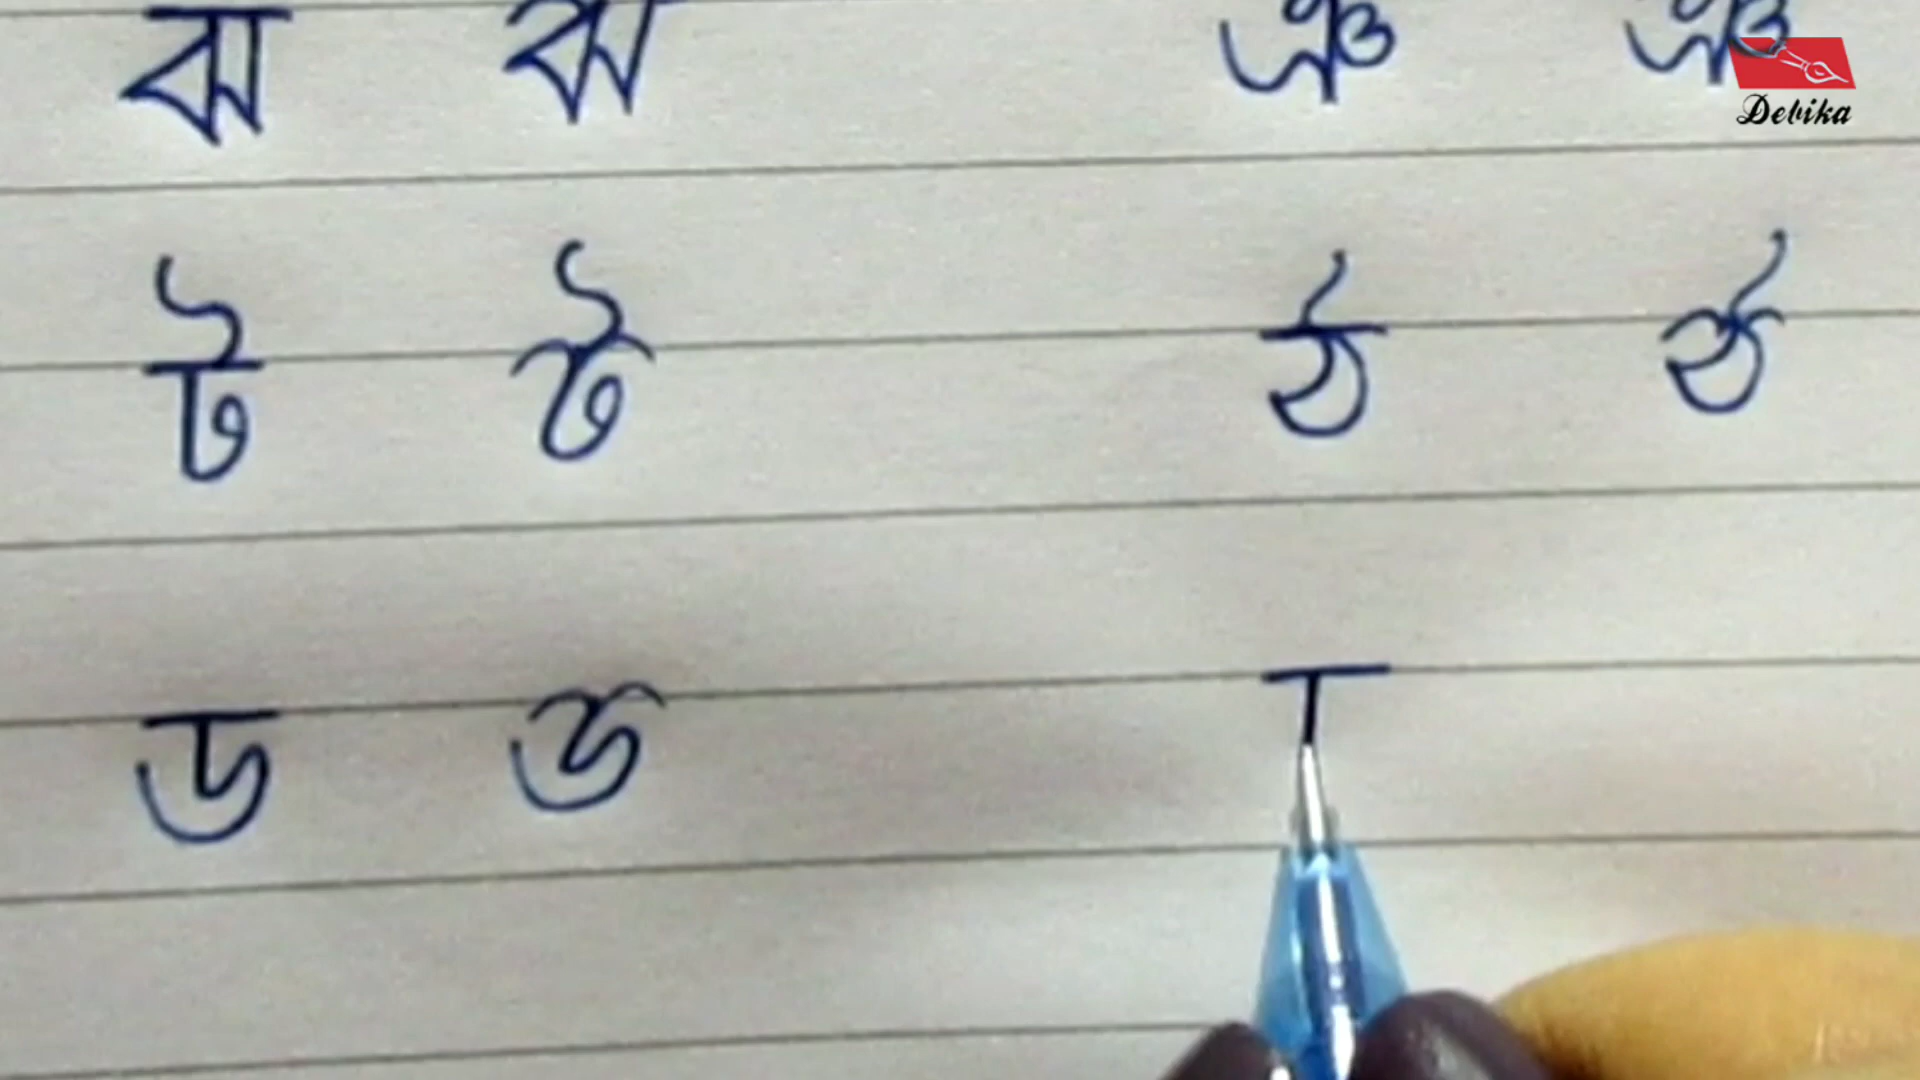 ঝ ঝ ঞ ঞ
Debika
ট ট ঠ ঠ
ড ড